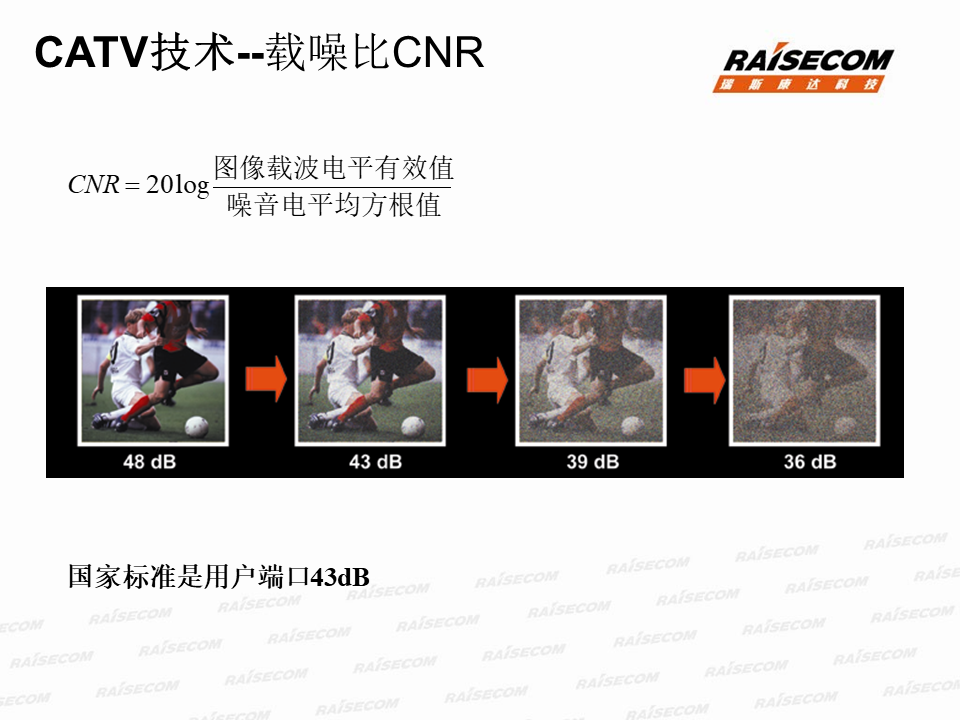 CATV技术--载噪比CNR
RAISECOM
瑞斯康达科技
CNR = 20 log 图像载波电平有效值
噪音电平均方根值
48 dB 43 dB 39 dB 36 dB
国家标准是用户端口43dB